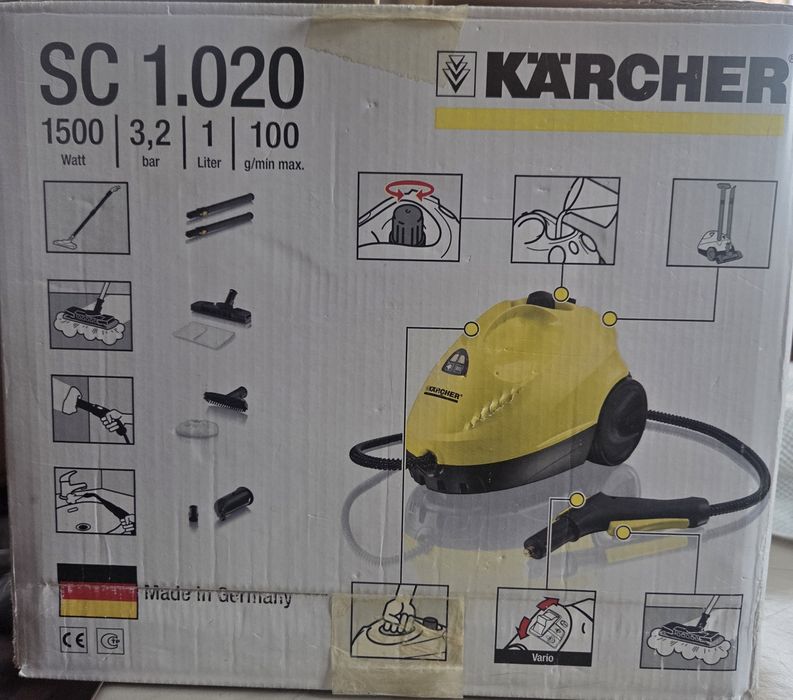 SC 1.020
KÄRCHER
1500 | 3,2 | 1 | 100
Watt bar Liter g/min max.
KÄRCHER
Made in Germany
CE
Vario